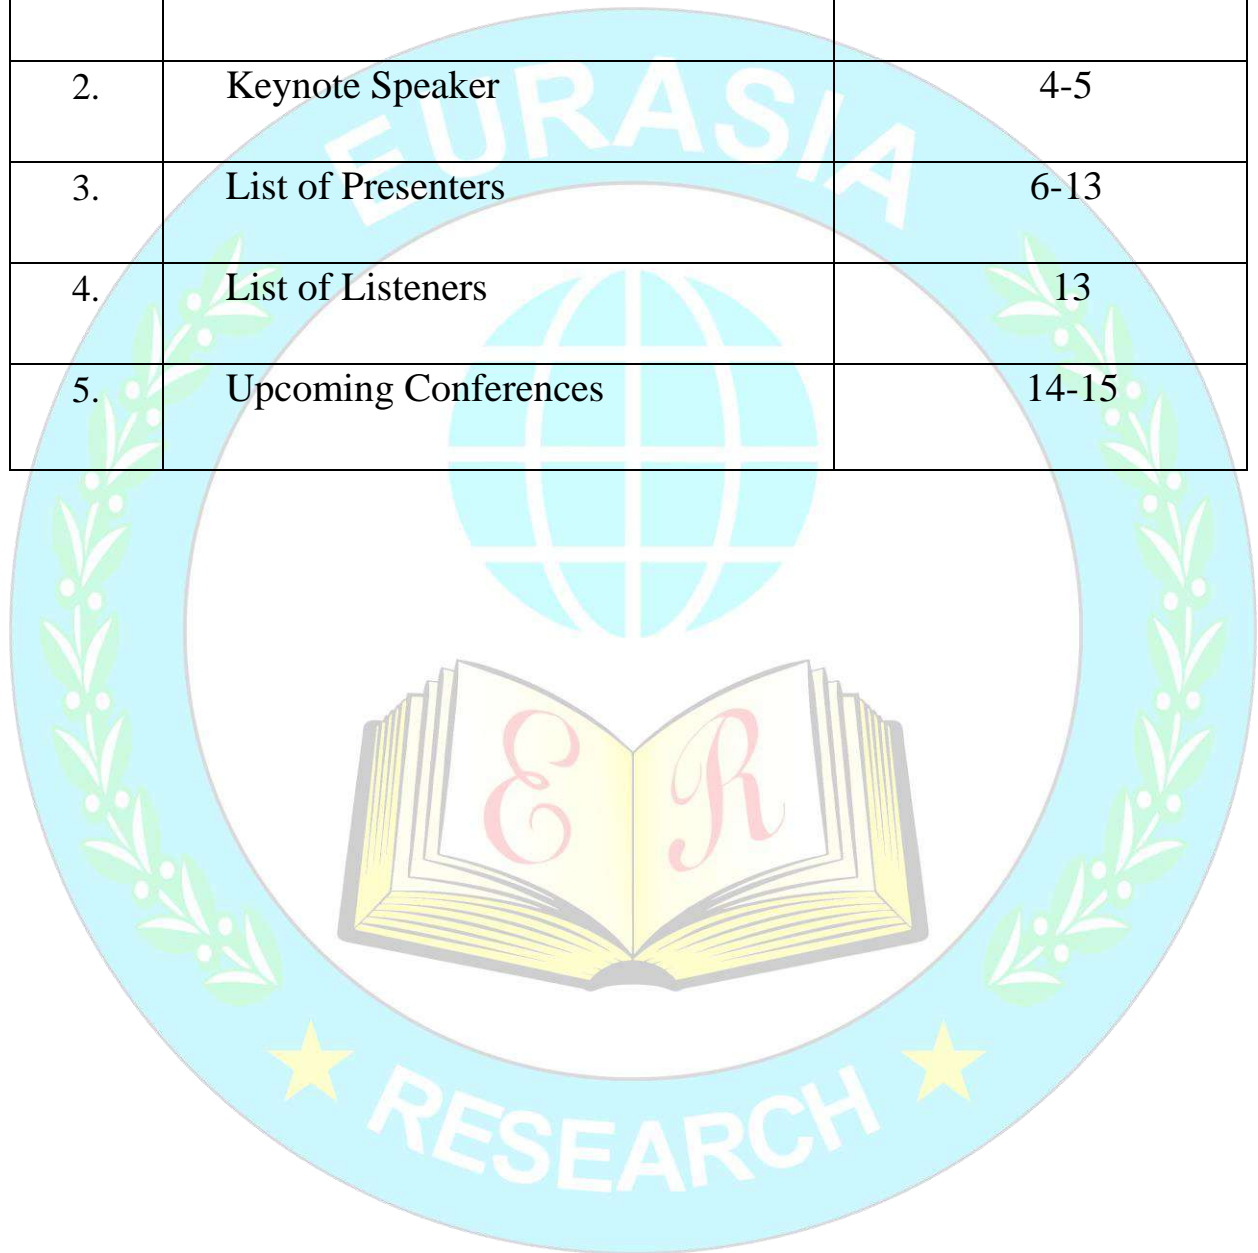 EURASIA
2. Keynote Speaker 4-5
3. List of Presenters 6-13
4. List of Listeners 13
5. Upcoming Conferences 14-15
E R
RESEARCH